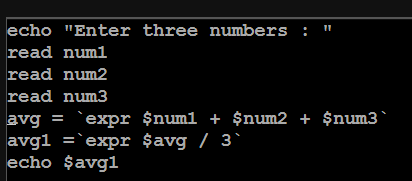 echo "Enter three numbers : "
read num1
read num2
read num3
avg = `expr $num1 + $num2 + $num3`
avg1 =`expr $avg / 3`
echo $avg1